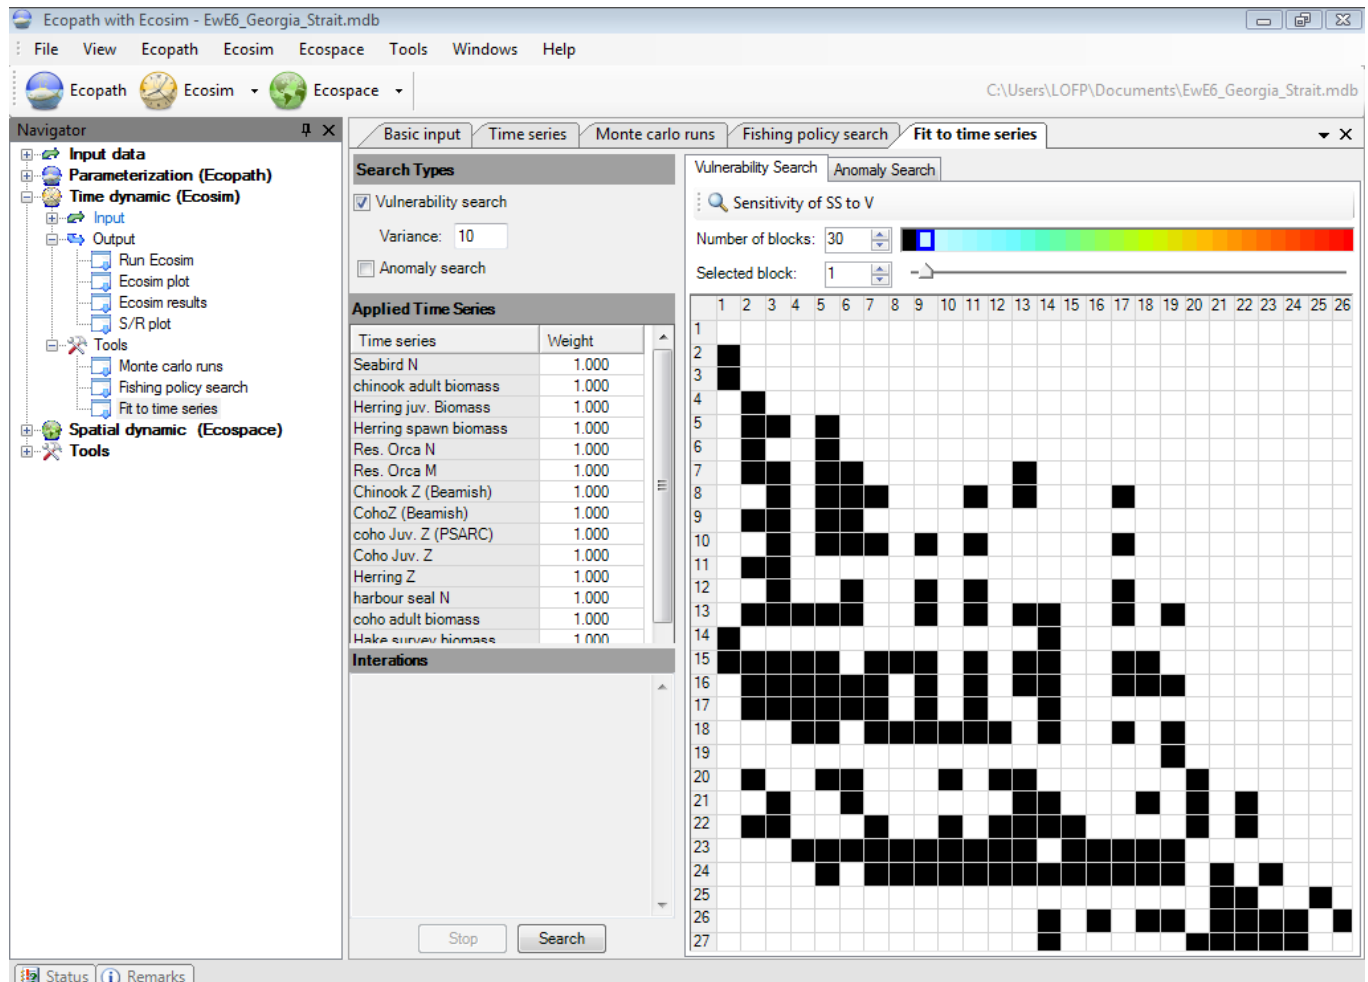 Ecopath with Ecosim - EwE6_Georgia_Strait.mdb
File View Ecopath Ecosim Ecospace Tools Windows Help
Ecopath Ecosim Ecospace C:\Users\LOFP\Documents\EwE6_Georgia_Strait.mdb
Navigator
Input data
Parameterization (Ecopath)
Time dynamic (Ecosim)
Input
Output
Run Ecosim
Ecosim plot
Ecosim results
S/R plot
Tools
Monte carlo runs
Fishing policy search
Fit to time series
Spatial dynamic (Ecospace)
Tools
Basic input Time series Monte carlo runs Fishing policy search Fit to time series
Search Types
Vulnerability search
Variance: 10
Anomaly search
Applied Time Series
Time series Weight
Seabird N 1.000
chinook adult biomass 1.000
Herring juv. Biomass 1.000
Herring spawn biomass 1.000
Res. Orca N 1.000
Res. Orca M 1.000
Chinook Z (Beamish) 1.000
CohoZ (Beamish) 1.000
coho Juv. Z (PSARC) 1.000
Coho Juv. Z 1.000
Herring Z 1.000
harbour seal N 1.000
coho adult biomass 1.000
Hake survey biomass 1.000
Interations
Stop Search
Vulnerability Search Anomaly Search
Sensitivity of SS to V
Number of blocks: 30
Selected block: 1
1 2 3 4 5 6 7 8 9 10 11 12 13 14 15 16 17 18 19 20 21 22 23 24 25 26
1
2
3
4
5
6
7
8
9
10
11
12
13
14
15
16
17
18
19
20
21
22
23
24
25
26
27
Status Remarks